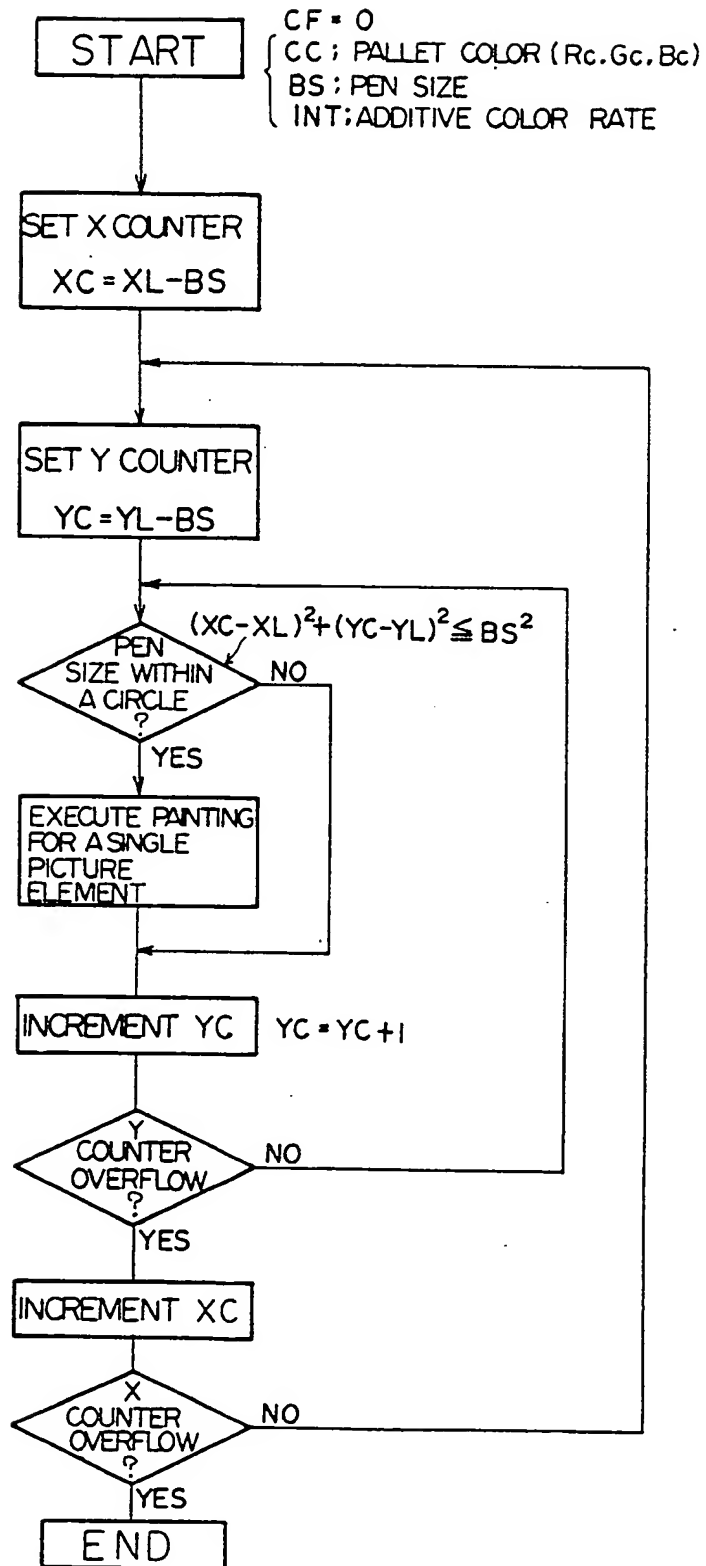 START
CF = 0
CC; PALLET COLOR (Rc.Gc.Bc)
BS; PEN SIZE
INT; ADDITIVE COLOR RATE
SET X COUNTER
XC = XL-BS
SET Y COUNTER
YC = YL-BS
(XC-XL)²+(YC-YL)² ≦ BS²
PEN
SIZE WITHIN
A CIRCLE
?
NO
YES
EXECUTE PAINTING
FOR A SINGLE
PICTURE
ELEMENT
INCREMENT YC
YC = YC +1
Y
COUNTER
OVERFLOW
?
NO
YES
INCREMENT XC
X
COUNTER
OVERFLOW
?
NO
YES
END